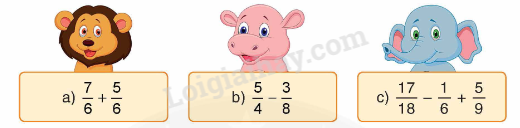 a) 7/6 + 5/6
b) 5/4 − 3/8
c) 17/18 − 1/6 + 5/9
Loigiaihay.com